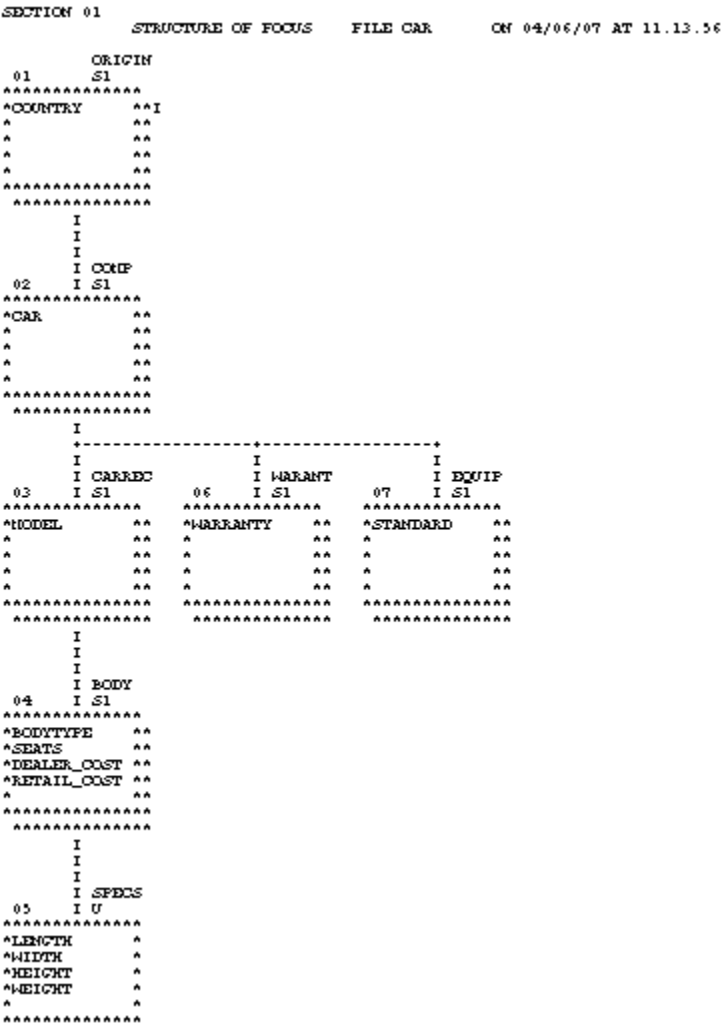 SECTION 01
STRUCTURE OF FOCUS    FILE CAR      ON 04/06/07 AT 11.13.56
         ORIGIN
 01      S1
**************
*COUNTRY     **I
*            **
*            **
*            **
*            **
***************
 **************
       I
       I
       I
       I COMP
 02    I S1
**************
*CAR         **
*            **
*            **
*            **
*            **
***************
 **************
       I
       +-----------------+-----------------+
       I                 I                 I
       I CARREC          I WARANT          I EQUIP
 03    I S1        06    I S1        07    I S1
**************    **************    **************
*MODEL       **   *WARRANTY    **   *STANDARD    **
*            **   *            **   *            **
*            **   *            **   *            **
*            **   *            **   *            **
*            **   *            **   *            **
***************   ***************   ***************
 **************    **************    **************
       I
       I
       I
       I BODY
 04    I S1
**************
*BODYTYPE    **
*SEATS       **
*DEALER_COST **
*RETAIL_COST **
*            **
***************
 **************
       I
       I
       I
       I SPECS
 05    I U
**************
*LENGTH      *
*WIDTH       *
*HEIGHT      *
*WEIGHT      *
*            *
**************